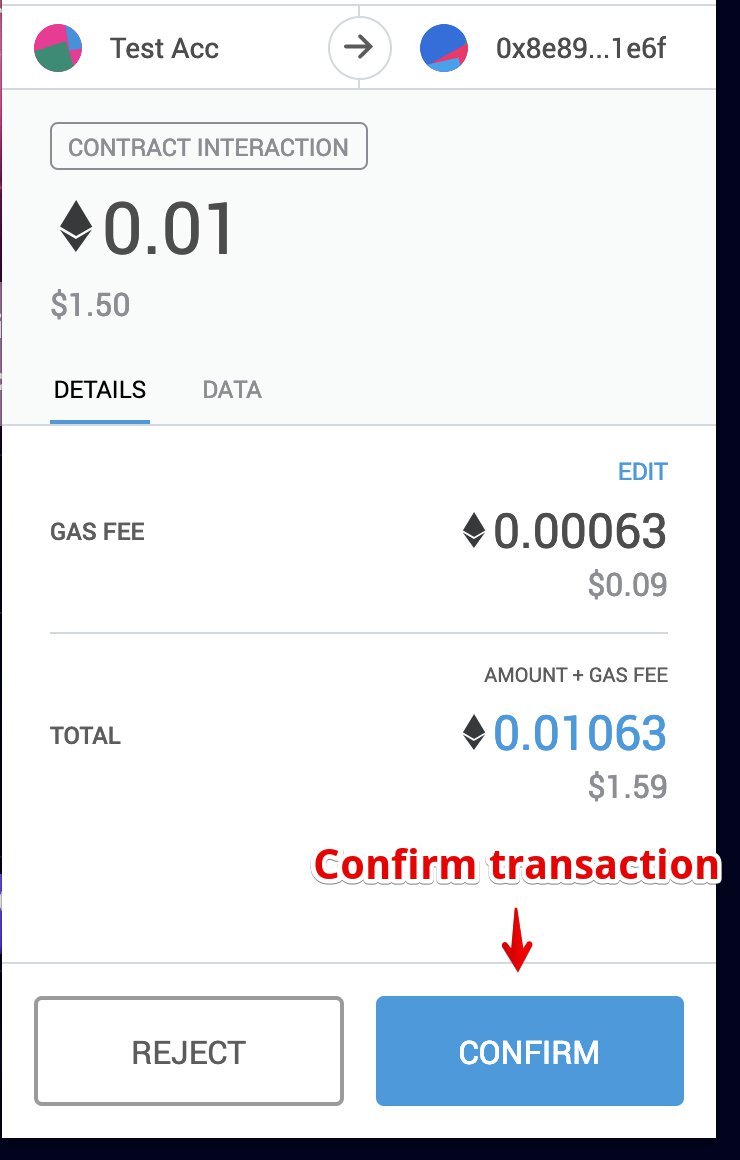 Test Acc
0x8e89...1e6f
CONTRACT INTERACTION
0.01
$1.50
DETAILS DATA
EDIT
GAS FEE
0.00063
$0.09
AMOUNT + GAS FEE
TOTAL
0.01063
$1.59
Confirm transaction
REJECT
CONFIRM